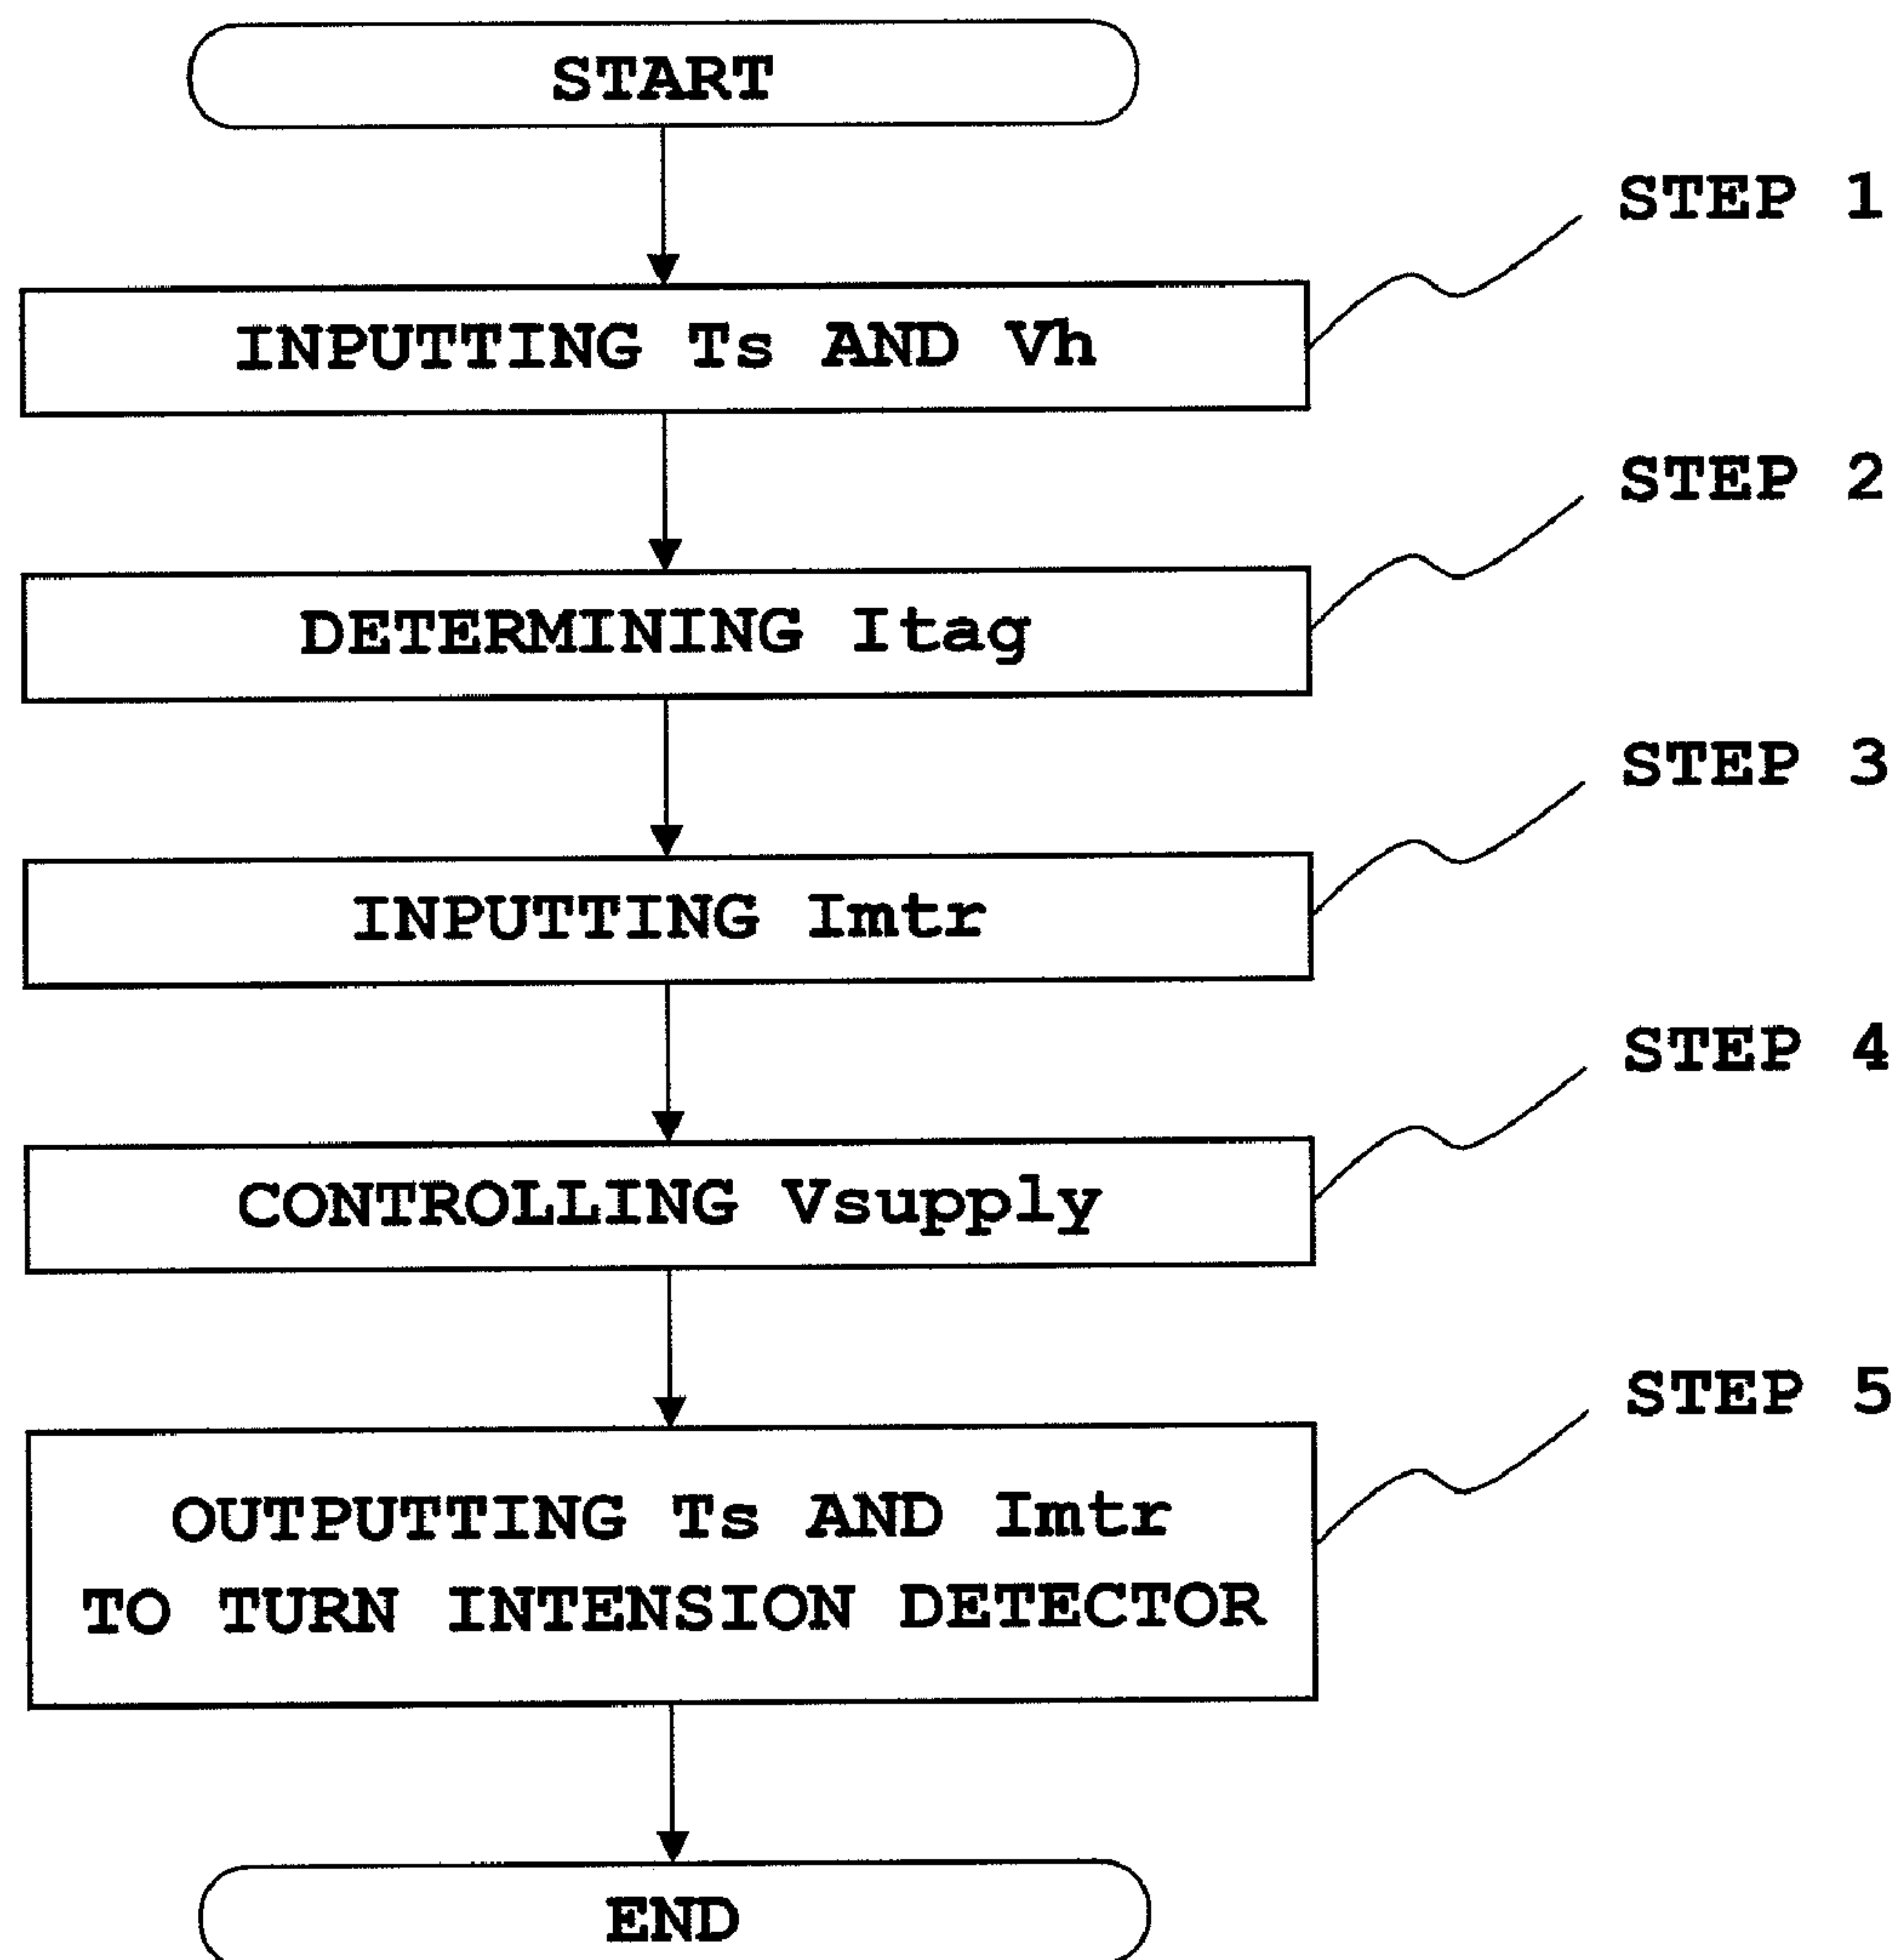 START
STEP 1
INPUTTING Ts AND Vh
STEP 2
DETERMINING Itag
STEP 3
INPUTTING Imtr
STEP 4
CONTROLLING Vsupply
STEP 5
OUTPUTTING Ts AND Imtr
TO TURN INTENSION DETECTOR
END